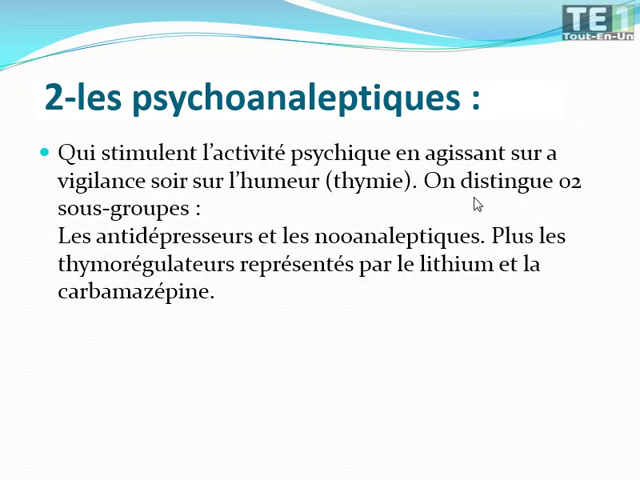 TE1
Tout-En-Un
2-les psychoanaleptiques :
Qui stimulent l'activité psychique en agissant sur a
vigilance soir sur l'humeur (thymie). On distingue 02
sous-groupes :
Les antidépresseurs et les nooanaleptiques. Plus les
thymorégulateurs représentés par le lithium et la
carbamazépine.